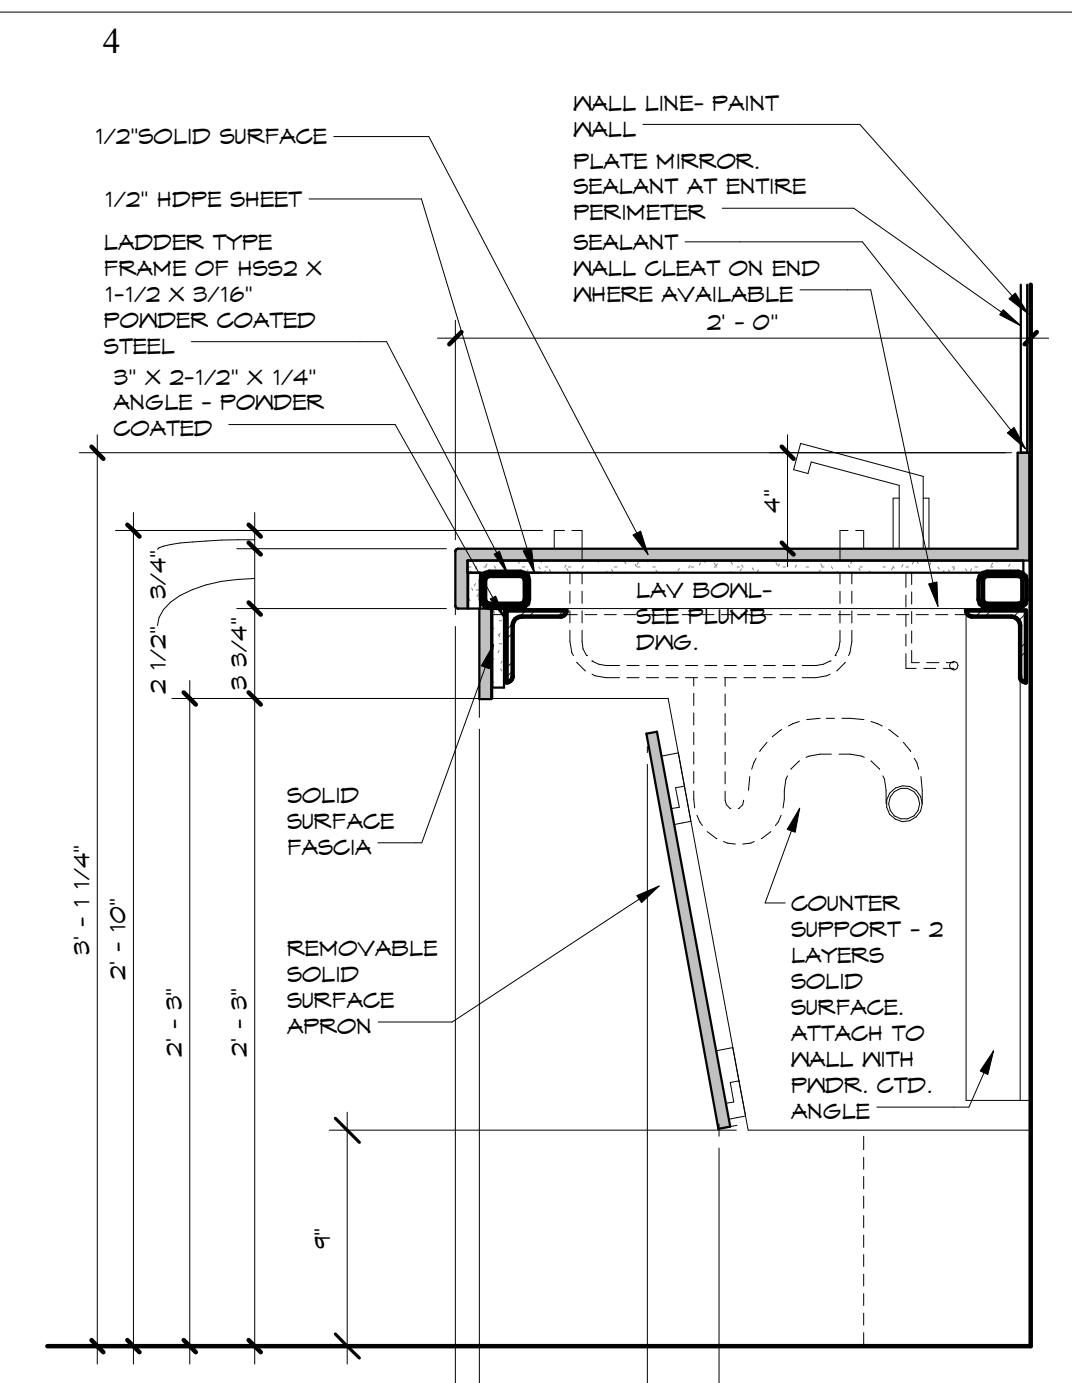 4
1/2"SOLID SURFACE
1/2" HDPE SHEET
LADDER TYPE
FRAME OF HSS2 X
1-1/2 X 3/16"
POWDER COATED
STEEL
3" X 2-1/2" X 1/4"
ANGLE - POWDER
COATED
WALL LINE- PAINT
WALL
PLATE MIRROR.
SEALANT AT ENTIRE
PERIMETER
SEALANT
WALL CLEAT ON END
WHERE AVAILABLE
2' - 0"
4"
3/4"
2 1/2"
3 3/4"
LAV BOWL-
SEE PLUMB
DWG.
SOLID
SURFACE
FASCIA
3' - 1 1/4"
2' - 10"
2' - 3"
2' - 3"
REMOVABLE
SOLID
SURFACE
APRON
COUNTER
SUPPORT - 2
LAYERS
SOLID
SURFACE.
ATTACH TO
WALL WITH
PWDR. CTD.
ANGLE
9"